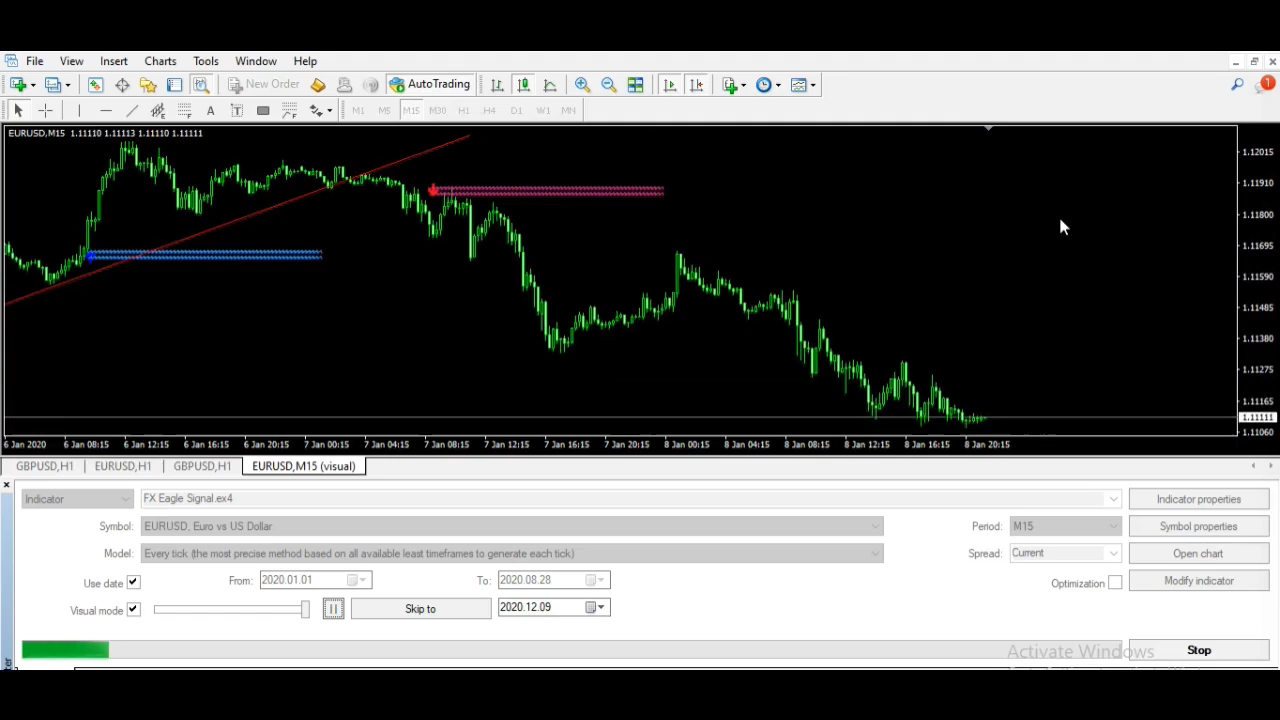 File View Insert Charts Tools Window Help
New Order AutoTrading 1
A T M1 M5 M15 M30 H1 H4 D1 W1 MN
EURUSD,M15 1.11110 1.11113 1.11110 1.11111
1.12015
1.11910
1.11800
1.11695
1.11590
1.11485
1.11380
1.11275
1.11165
1.11111
1.11060
6 Jan 2020 6 Jan 08:15 6 Jan 12:15 6 Jan 16:15 6 Jan 20:15 7 Jan 00:15 7 Jan 04:15 7 Jan 08:15 7 Jan 12:15 7 Jan 16:15 7 Jan 20:15 8 Jan 00:15 8 Jan 04:15 8 Jan 08:15 8 Jan 12:15 8 Jan 16:15 8 Jan 20:15
GBPUSD,H1 EURUSD,H1 GBPUSD,H1 EURUSD,M15 (visual)
Indicator FX Eagle Signal.ex4 Indicator properties
Symbol: EURUSD, Euro vs US Dollar Period: M15 Symbol properties
Model: Every tick (the most precise method based on all available least timeframes to generate each tick) Spread: Current Open chart
Use date From: 2020.01.01 To: 2020.08.28 Optimization Modify indicator
Visual mode Skip to 2020.12.09
Activate Windows Stop